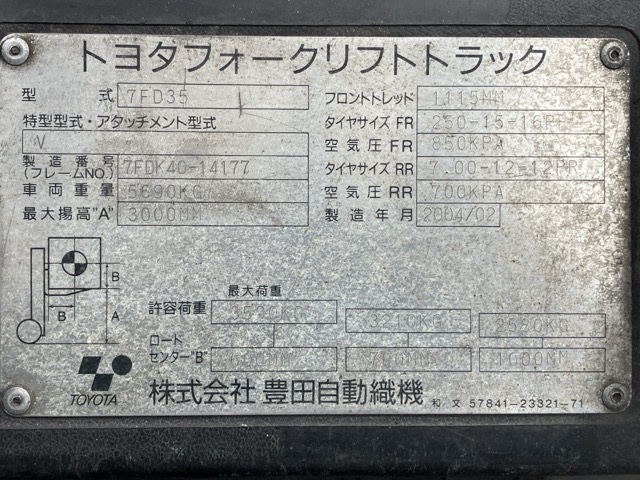 トヨタフォークリフトトラック
型式 7FD35
フロントトレッド 1115MM
特型型式・アタッチメント型式
V
タイヤサイズ FR 250-15-16PR
空気圧 FR 850KPA
製造番号 (フレームNO.) 7FDK40-14177
タイヤサイズ RR 7.00-12-12PR
車両重量 5690KG
空気圧 RR 700KPA
最大揚高"A" 3000MM
製造年月 2004/02
B
B
A
最大荷重
許容荷重 3210KG 2550KG
ロードセンター"B" 600MM 1000MM
TOYOTA
株式会社 豊田自動織機
和文 57841-23321-71